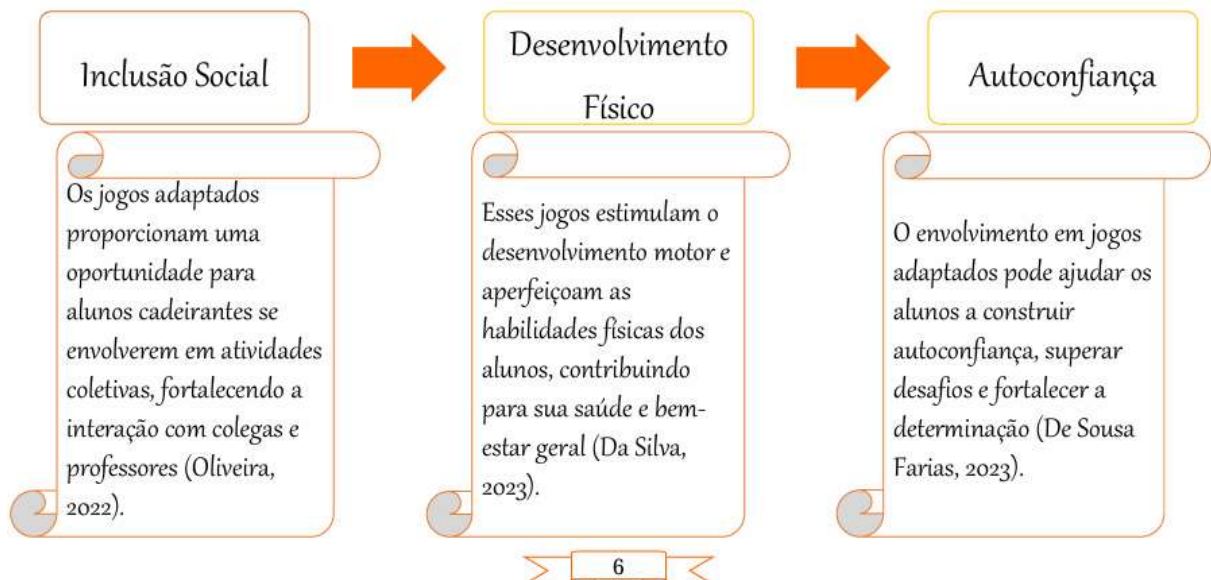 Inclusão Social
Os jogos adaptados
proporcionam uma
oportunidade para
alunos cadeirantes se
envolverem em atividades
coletivas, fortalecendo a
interação com colegas e
professores (Oliveira,
2022).
Desenvolvimento
Físico
Esses jogos estimulam o
desenvolvimento motor e
aperfeiçoam as
habilidades físicas dos
alunos, contribuindo
para sua saúde e bem-
estar geral (Da Silva,
2023).
Autoconfiança
O envolvimento em jogos
adaptados pode ajudar os
alunos a construir
autoconfiança, superar
desafios e fortalecer a
determinação (De Sousa
Farias, 2023).
6